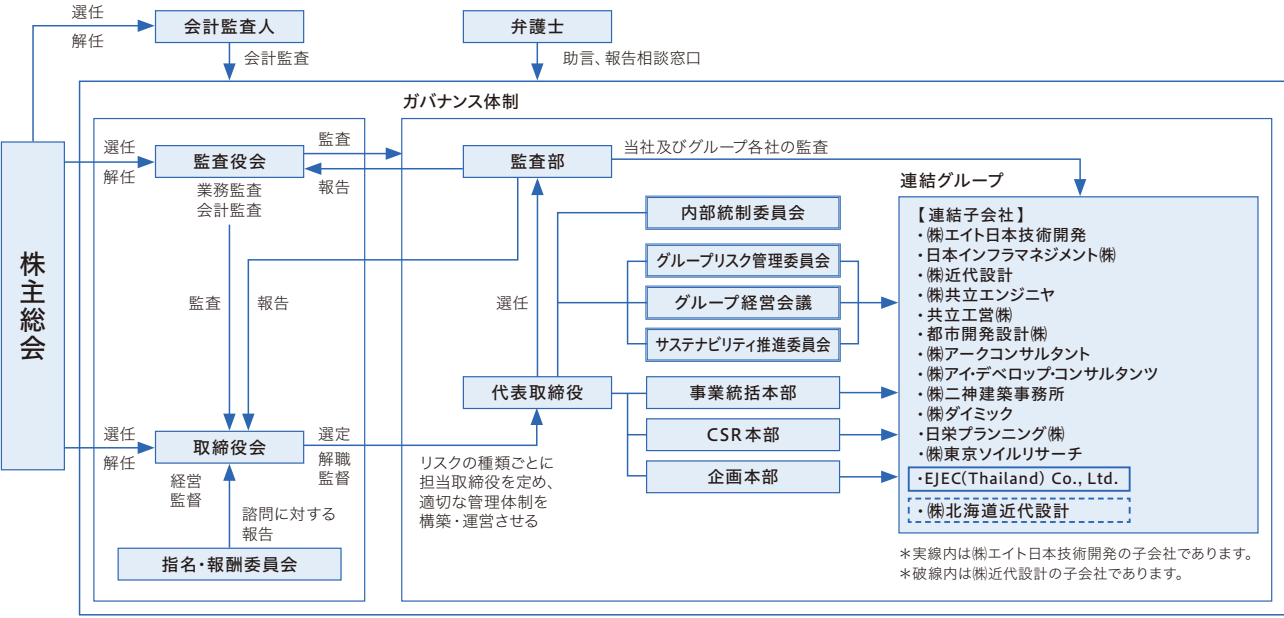 選任
解任
会計監査人
会計監査
弁護士
助言、報告相談窓口
ガバナンス体制
株主総会
選任
解任
監査役会
業務監査
会計監査
監査
報告
監査部
当社及びグループ各社の監査
監査
報告
選任
内部統制委員会
グループリスク管理委員会
グループ経営会議
サステナビリティ推進委員会
代表取締役
事業統括本部
CSR本部
企画本部
選任
解任
取締役会
経営
監督
選定
解職
監督
リスクの種類ごとに
担当取締役を定め、
適切な管理体制を
構築・運営させる
諮問に対する
報告
指名・報酬委員会
連結グループ
【連結子会社】
・㈱エイト日本技術開発
・日本インフラマネジメント㈱
・㈱近代設計
・㈱共立エンジニヤ
・共立工営㈱
・都市開発設計㈱
・㈱アークコンサルタント
・㈱アイ・デベロップ・コンサルタンツ
・㈱二神建築事務所
・㈱ダイミック
・日栄プランニング㈱
・㈱東京ソイルリサーチ
・EJEC(Thailand) Co., Ltd.
・㈱北海道近代設計
＊実線内は㈱エイト日本技術開発の子会社であります。
＊破線内は㈱近代設計の子会社であります。